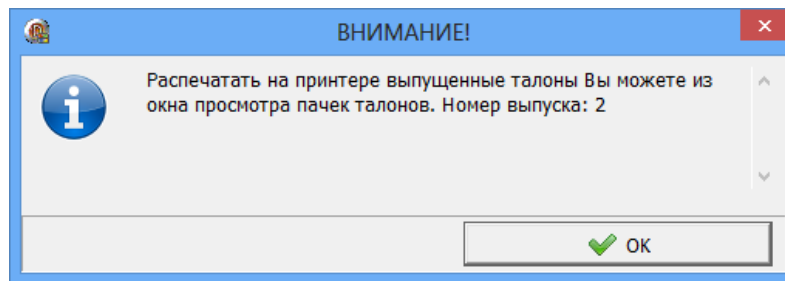 ВНИМАНИЕ!
Распечатать на принтере выпущенные талоны Вы можете из
окна просмотра пачек талонов. Номер выпуска: 2
OK